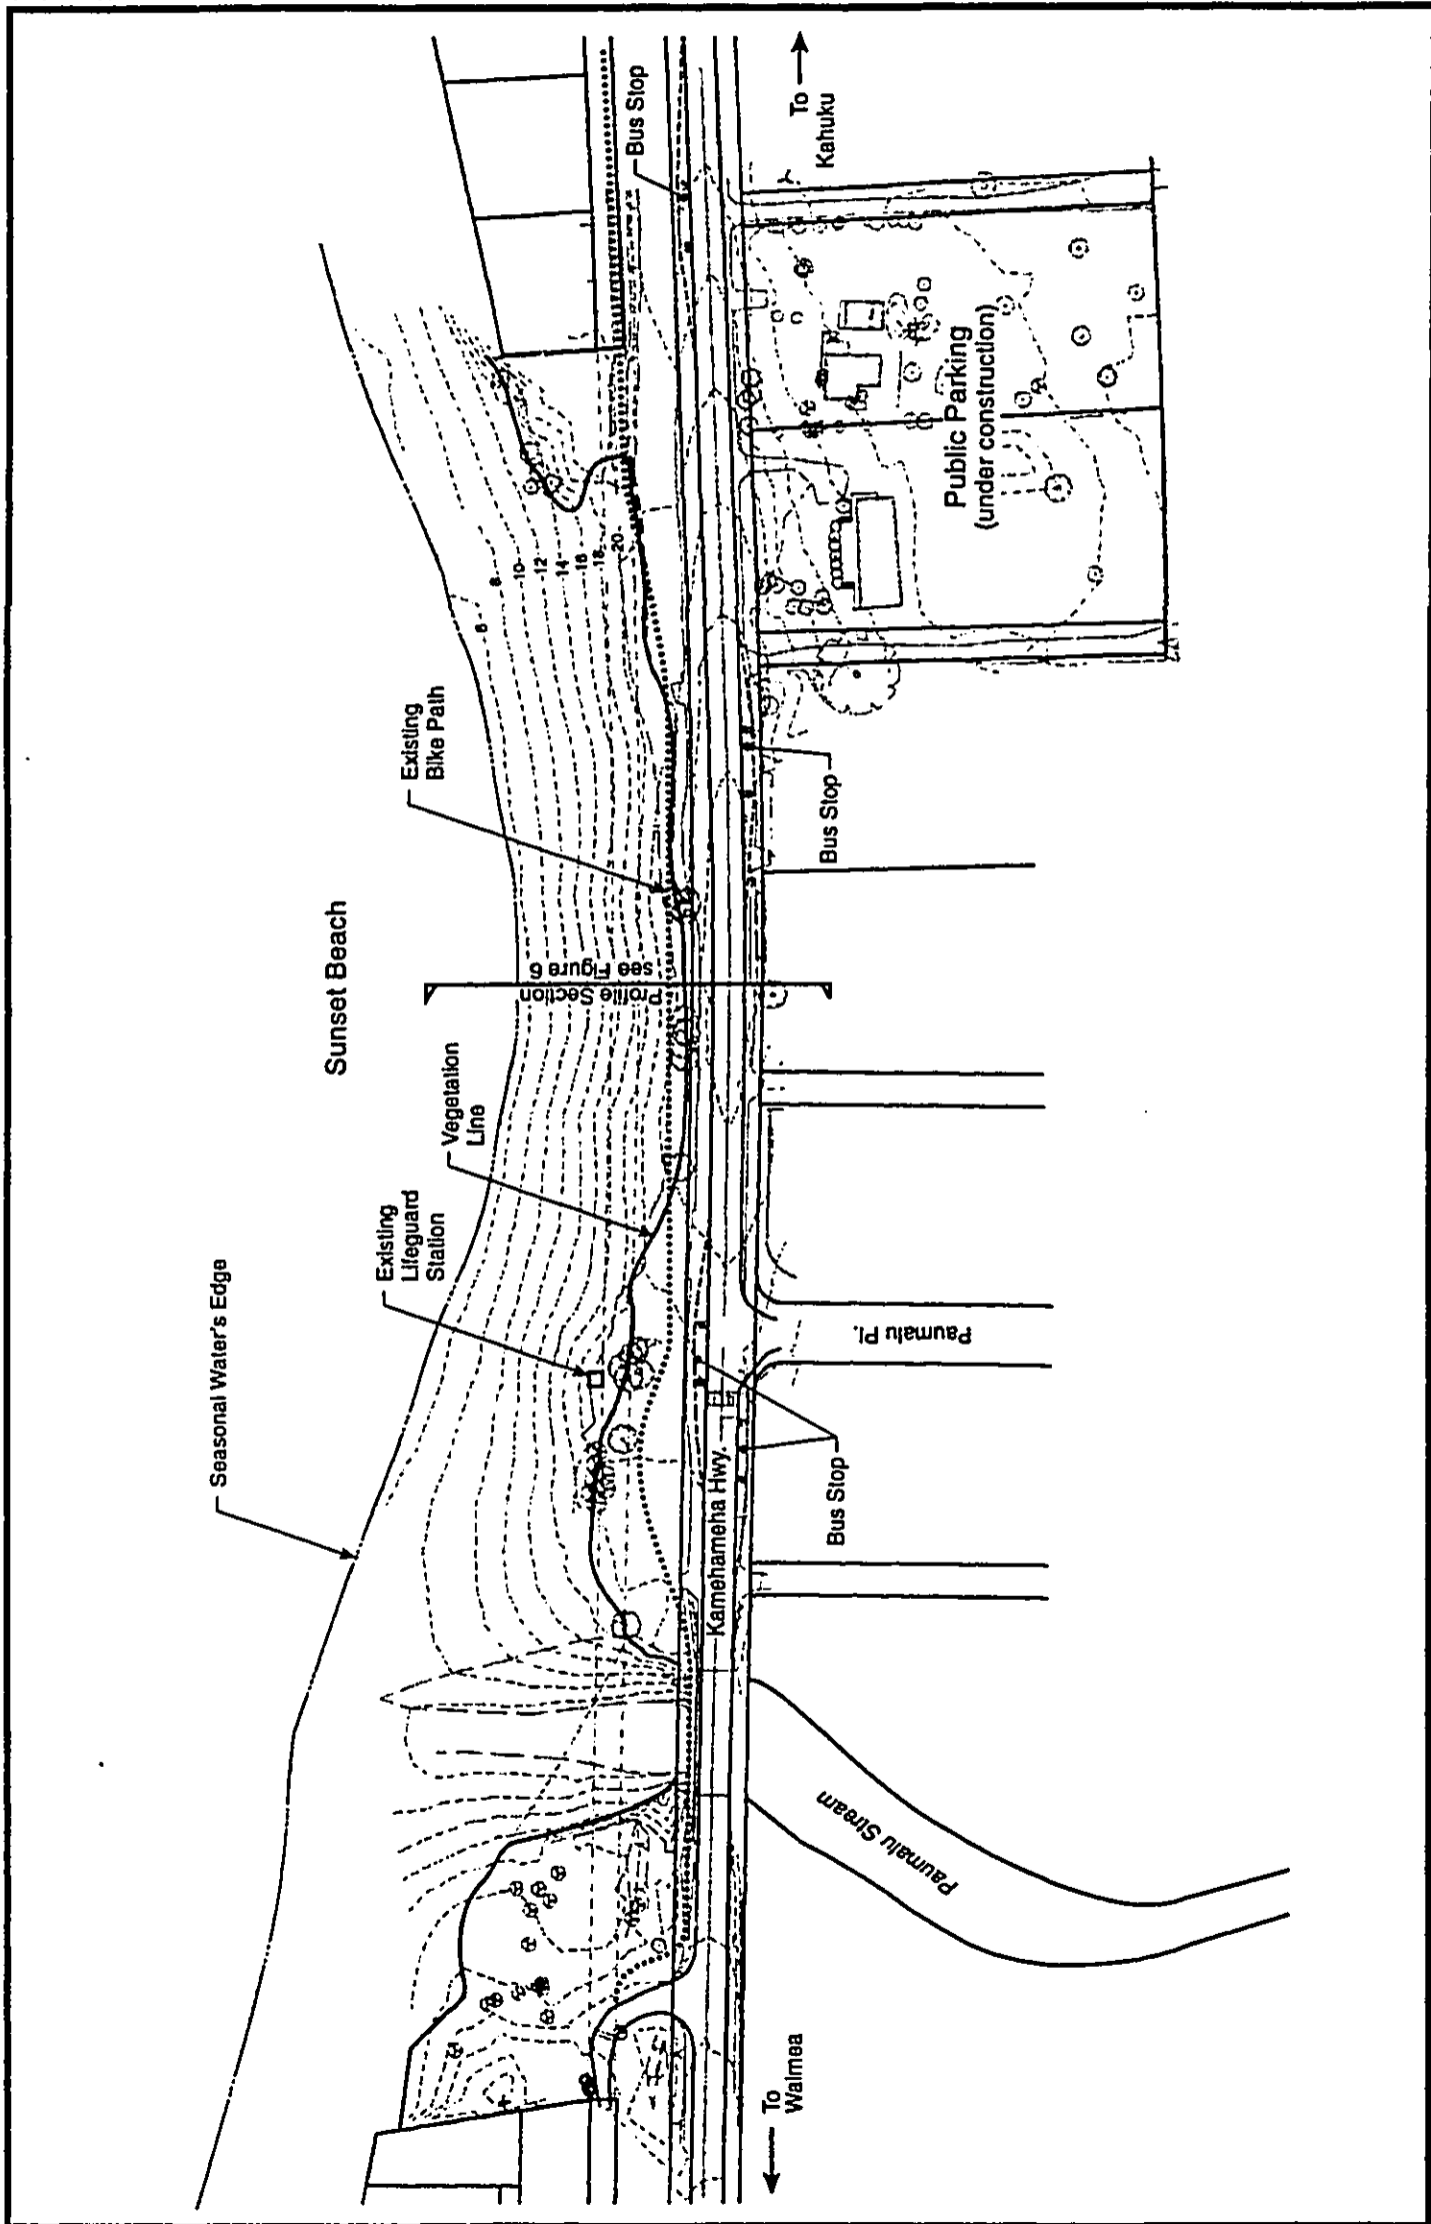 Seasonal Water's Edge
Sunset Beach
Existing
Lifeguard
Station
Vegetation
Line
Existing
Bike Path
Profile Section
see Figure 6
6
8
10
12
14
16
18
20
Bus Stop
To
Kahuku
Kamehameha Hwy.
Bus Stop
Bus Stop
Paumalu Pl.
Paumalu Stream
To
Waimea
Public Parking
(under construction)